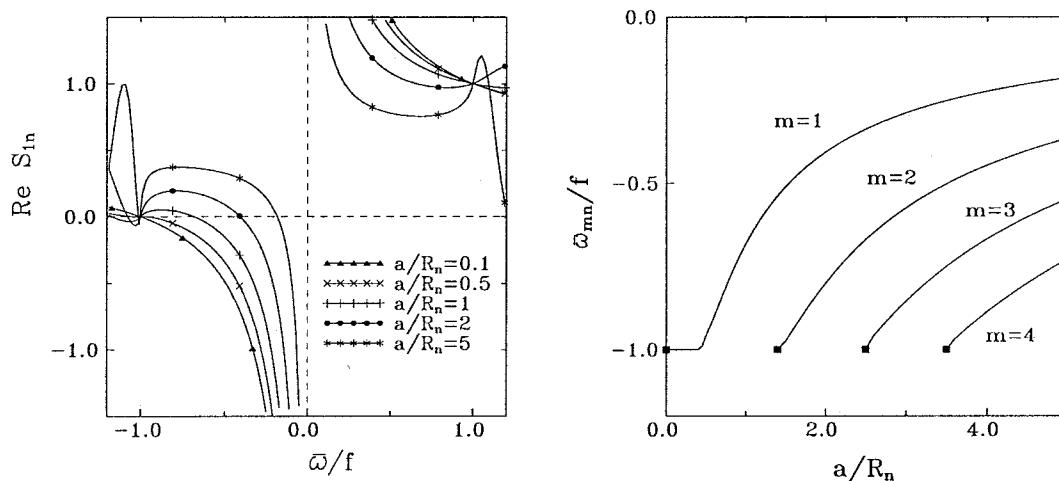 Re S₁ₙ
1.0
0.0
-1.0
-1.0
0.0
1.0
ω̄/f
a/Rₙ=0.1
a/Rₙ=0.5
a/Rₙ=1
a/Rₙ=2
a/Rₙ=5
ω̄ₘₙ/f
0.0
-0.5
-1.0
0.0
2.0
4.0
a/Rₙ
m=1
m=2
m=3
m=4